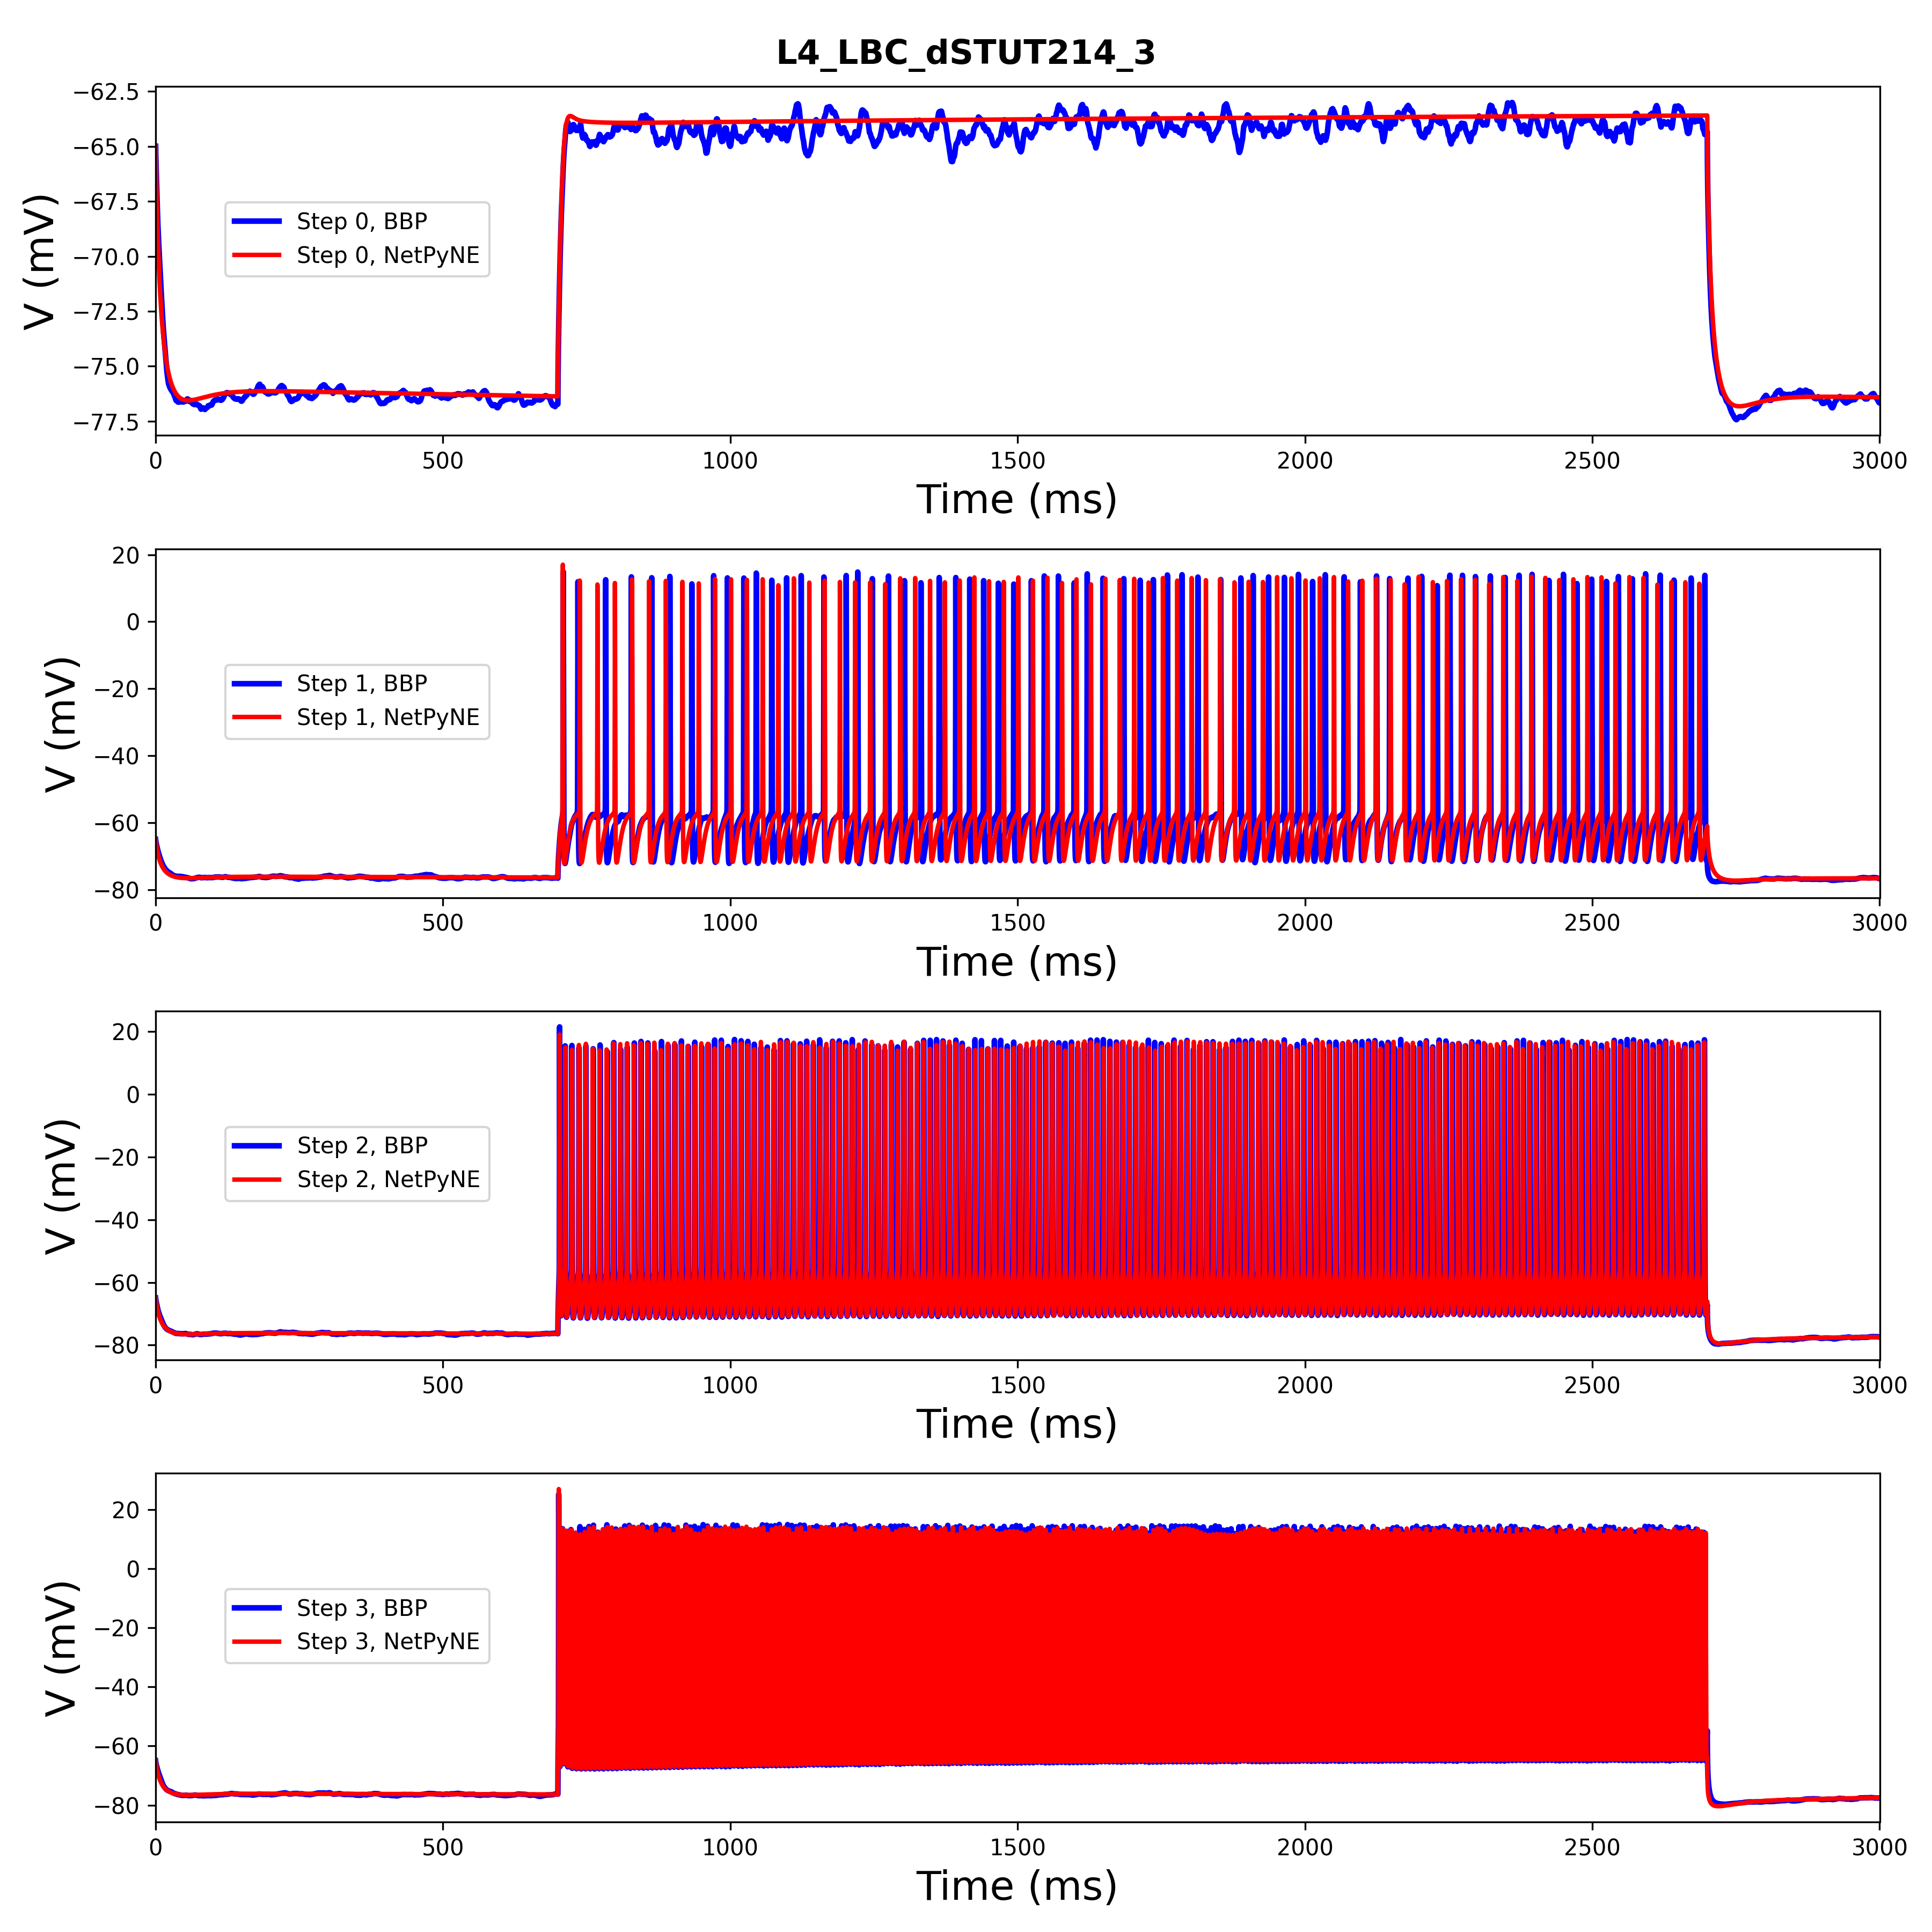 L4_LBC_dSTUT214_3
−62.5
−65.0
−67.5
−70.0
−72.5
−75.0
−77.5
V (mV)
Step 0, BBP
Step 0, NetPyNE
0 500 1000 1500 2000 2500 3000
Time (ms)
20
0
−20
−40
−60
−80
V (mV)
Step 1, BBP
Step 1, NetPyNE
0 500 1000 1500 2000 2500 3000
Time (ms)
20
0
−20
−40
−60
−80
V (mV)
Step 2, BBP
Step 2, NetPyNE
0 500 1000 1500 2000 2500 3000
Time (ms)
20
0
−20
−40
−60
−80
V (mV)
Step 3, BBP
Step 3, NetPyNE
0 500 1000 1500 2000 2500 3000
Time (ms)